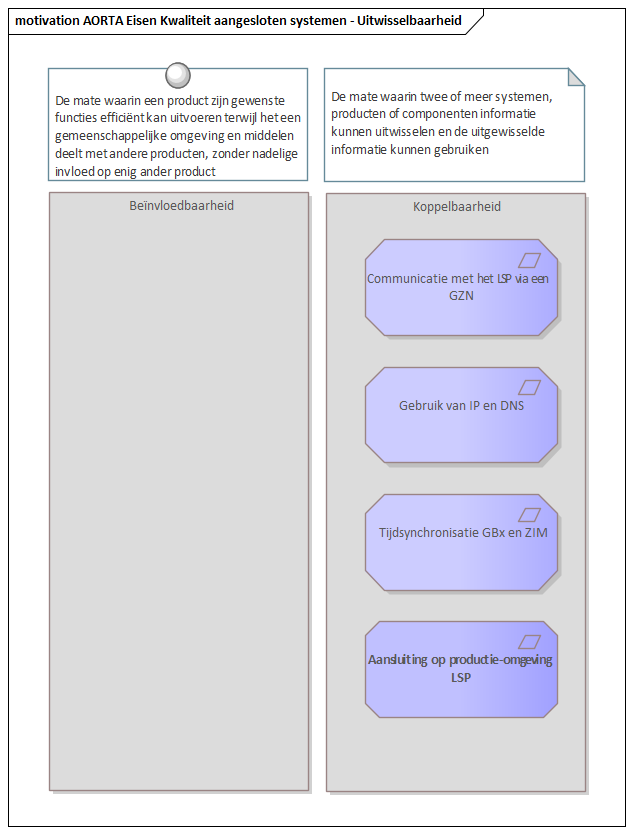 motivation AORTA Eisen Kwaliteit aangesloten systemen - Uitwisselbaarheid
De mate waarin een product zijn gewenste
functies efficiënt kan uitvoeren terwijl het een
gemeenschappelijke omgeving en middelen
deelt met andere producten, zonder nadelige
invloed op enig ander product
De mate waarin twee of meer systemen,
producten of componenten informatie
kunnen uitwisselen en de uitgewisselde
informatie kunnen gebruiken
Beïnvloedbaarheid
Koppelbaarheid
Communicatie met het LSP via een
GZN
Gebruik van IP en DNS
Tijdsynchronisatie GBx en ZIM
Aansluiting op productie-omgeving
LSP